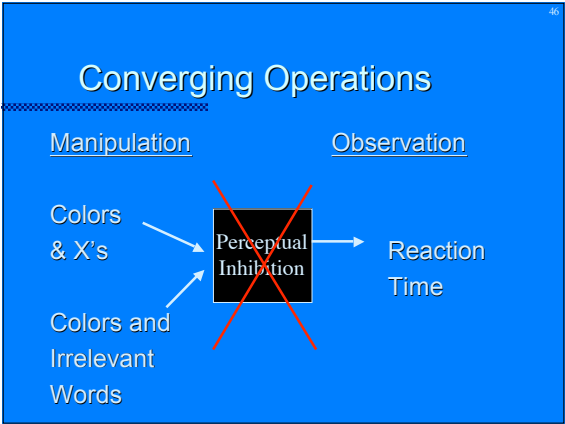 46
Converging Operations
Manipulation
Observation
Colors
& X's
Perceptual
Inhibition
Reaction
Time
Colors and
Irrelevant
Words